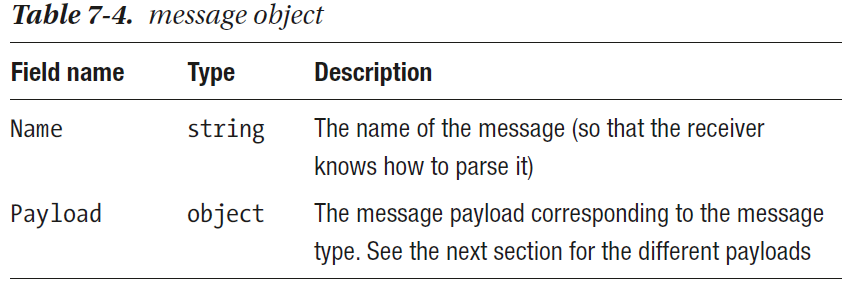 Table 7-4. message object
Field name Type Description
Name string The name of the message (so that the receiver
knows how to parse it)
Payload object The message payload corresponding to the message
type. See the next section for the different payloads